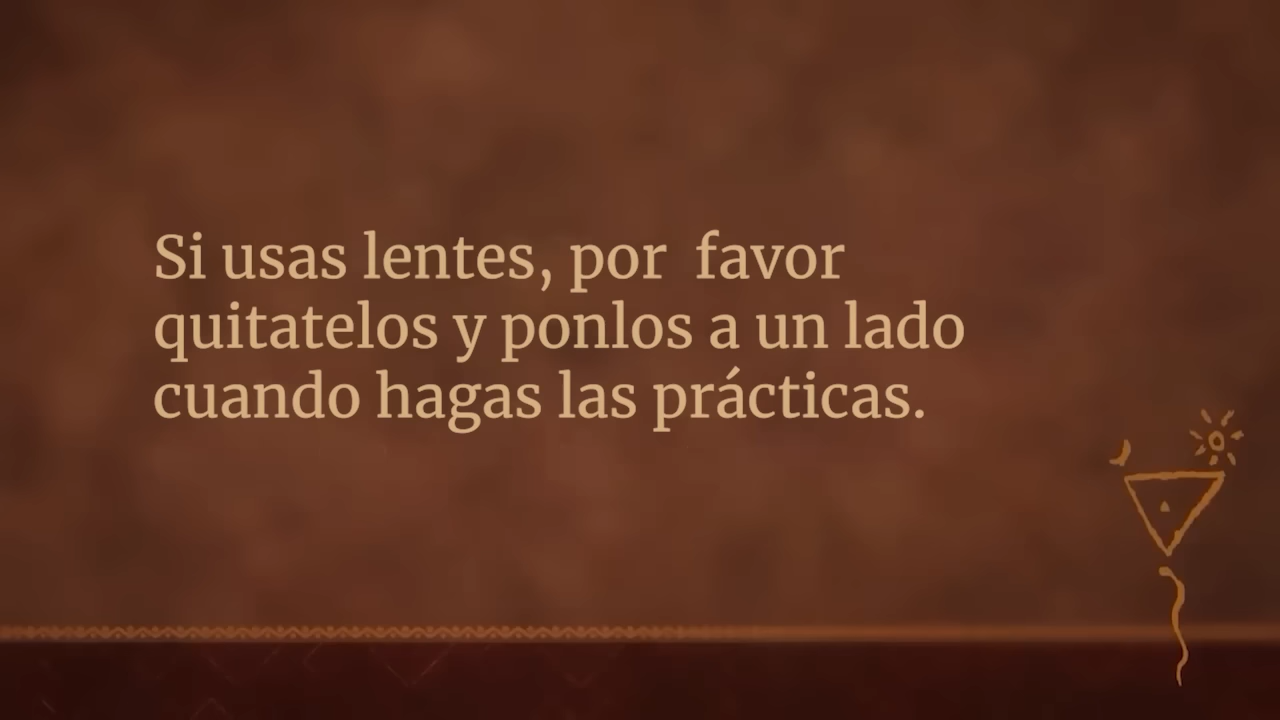 Si usas lentes, por  favor
quitatelos y ponlos a un lado
cuando hagas las prácticas.